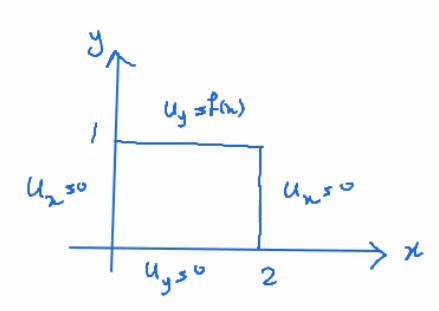 y
u_y = f(x)
1
u_x = 0
u_x = 0
x
u_y = 0
2